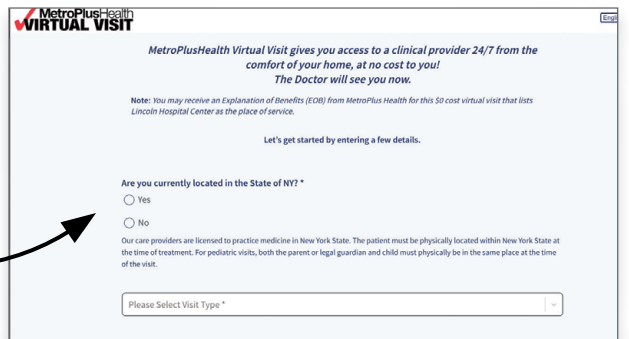 MetroPlusHealth
VIRTUAL VISIT
Engli
MetroPlusHealth Virtual Visit gives you access to a clinical provider 24/7 from the
comfort of your home, at no cost to you!
The Doctor will see you now.
Note: You may receive an Explanation of Benefits (EOB) from MetroPlus Health for this $0 cost virtual visit that lists
Lincoln Hospital Center as the place of service.
Let's get started by entering a few details.
Are you currently located in the State of NY? *
Yes
No
Our care providers are licensed to practice medicine in New York State. The patient must be physically located within New York State at
the time of treatment. For pediatric visits, both the parent or legal guardian and child must physically be in the same place at the time
of the visit.
Please Select Visit Type *